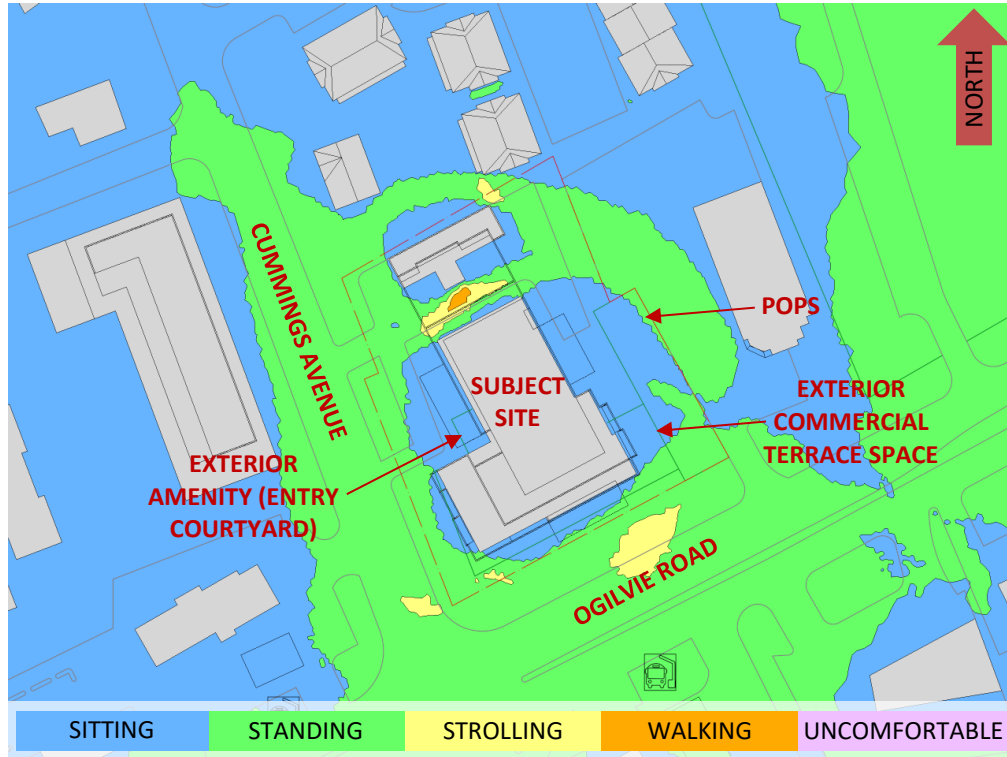 NORTH
CUMMINGS AVENUE
POPS
SUBJECT
SITE
EXTERIOR
COMMERCIAL
TERRACE SPACE
EXTERIOR
AMENITY (ENTRY
COURTYARD)
OGILVIE ROAD
SITTING
STANDING
STROLLING
WALKING
UNCOMFORTABLE